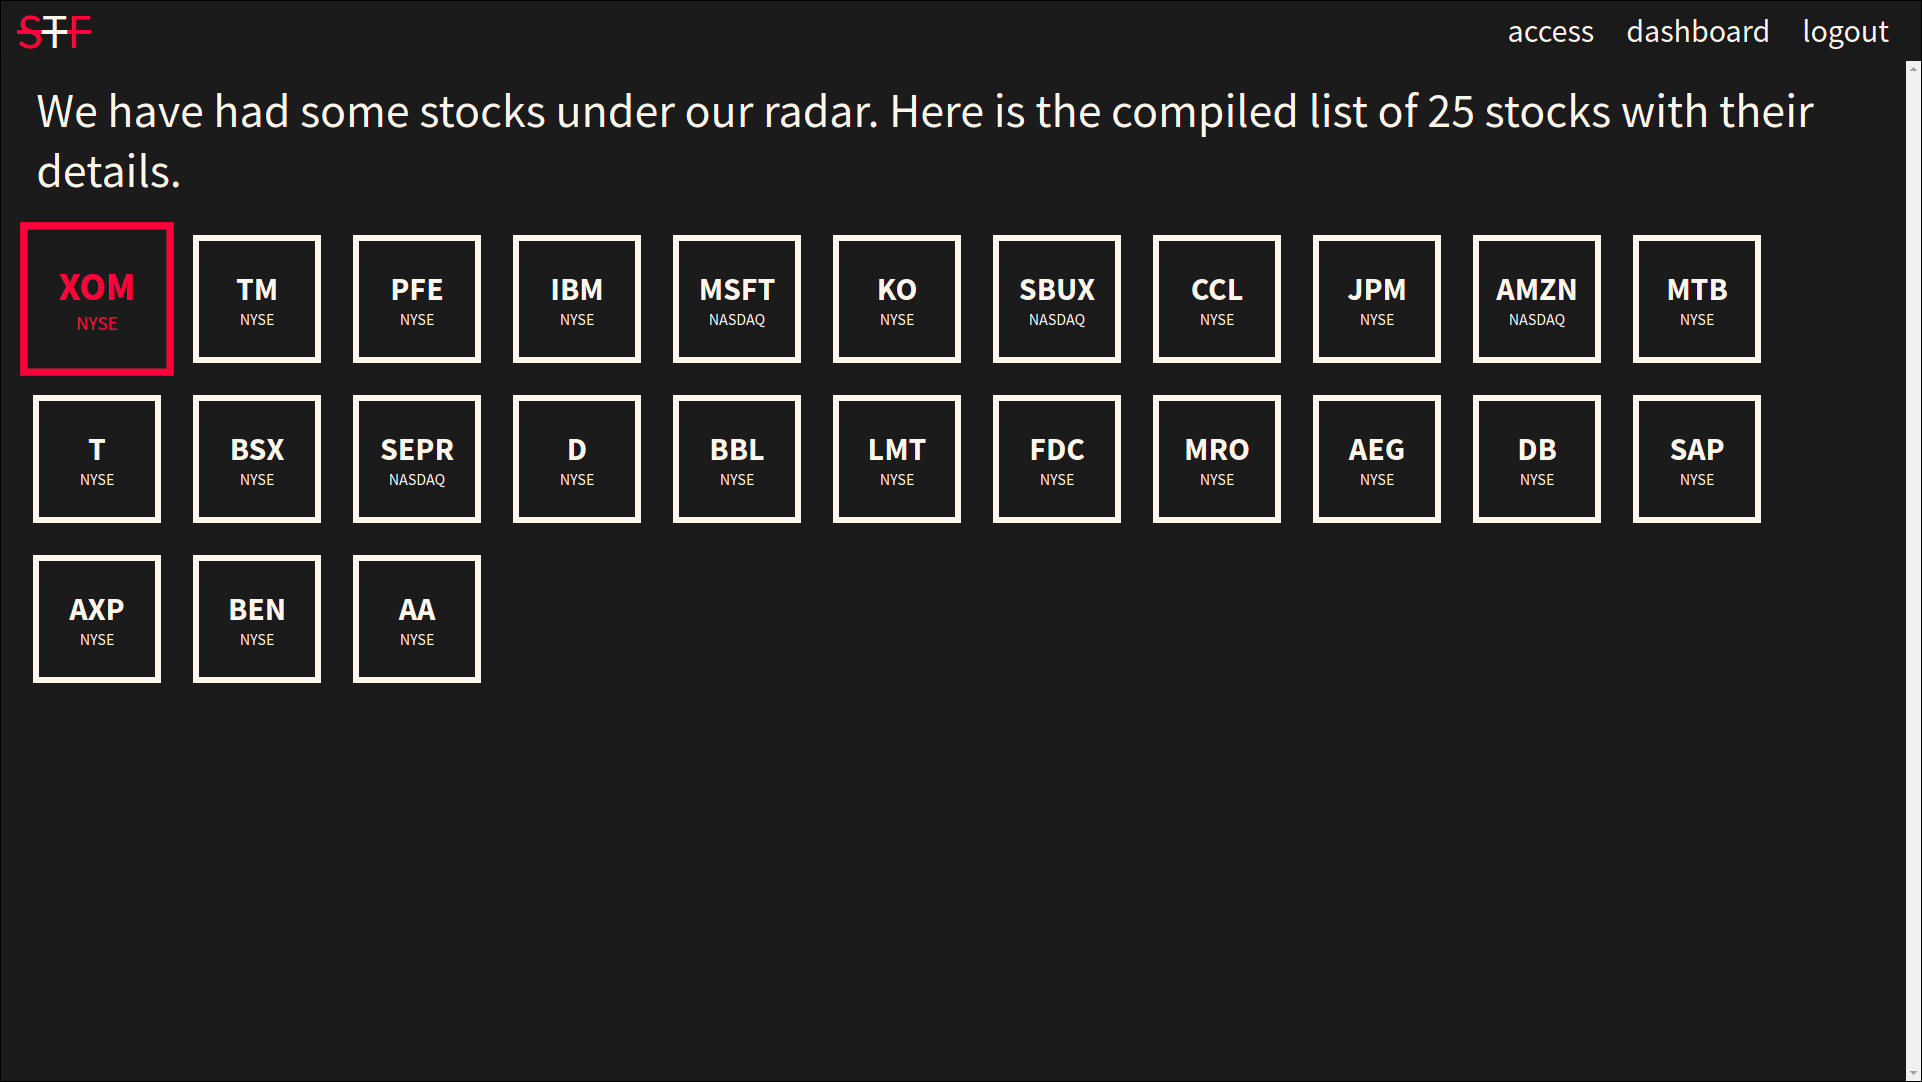 STF access dashboard logout
We have had some stocks under our radar. Here is the compiled list of 25 stocks with their
details.
XOM TM PFE IBM MSFT KO SBUX CCL JPM AMZN MTB
NYSE NYSE NYSE NYSE NASDAQ NYSE NASDAQ NYSE NYSE NASDAQ NYSE
T BSX SEPR D BBL LMT FDC MRO AEG DB SAP
NYSE NYSE NASDAQ NYSE NYSE NYSE NYSE NYSE NYSE NYSE NYSE
AXP BEN AA
NYSE NYSE NYSE